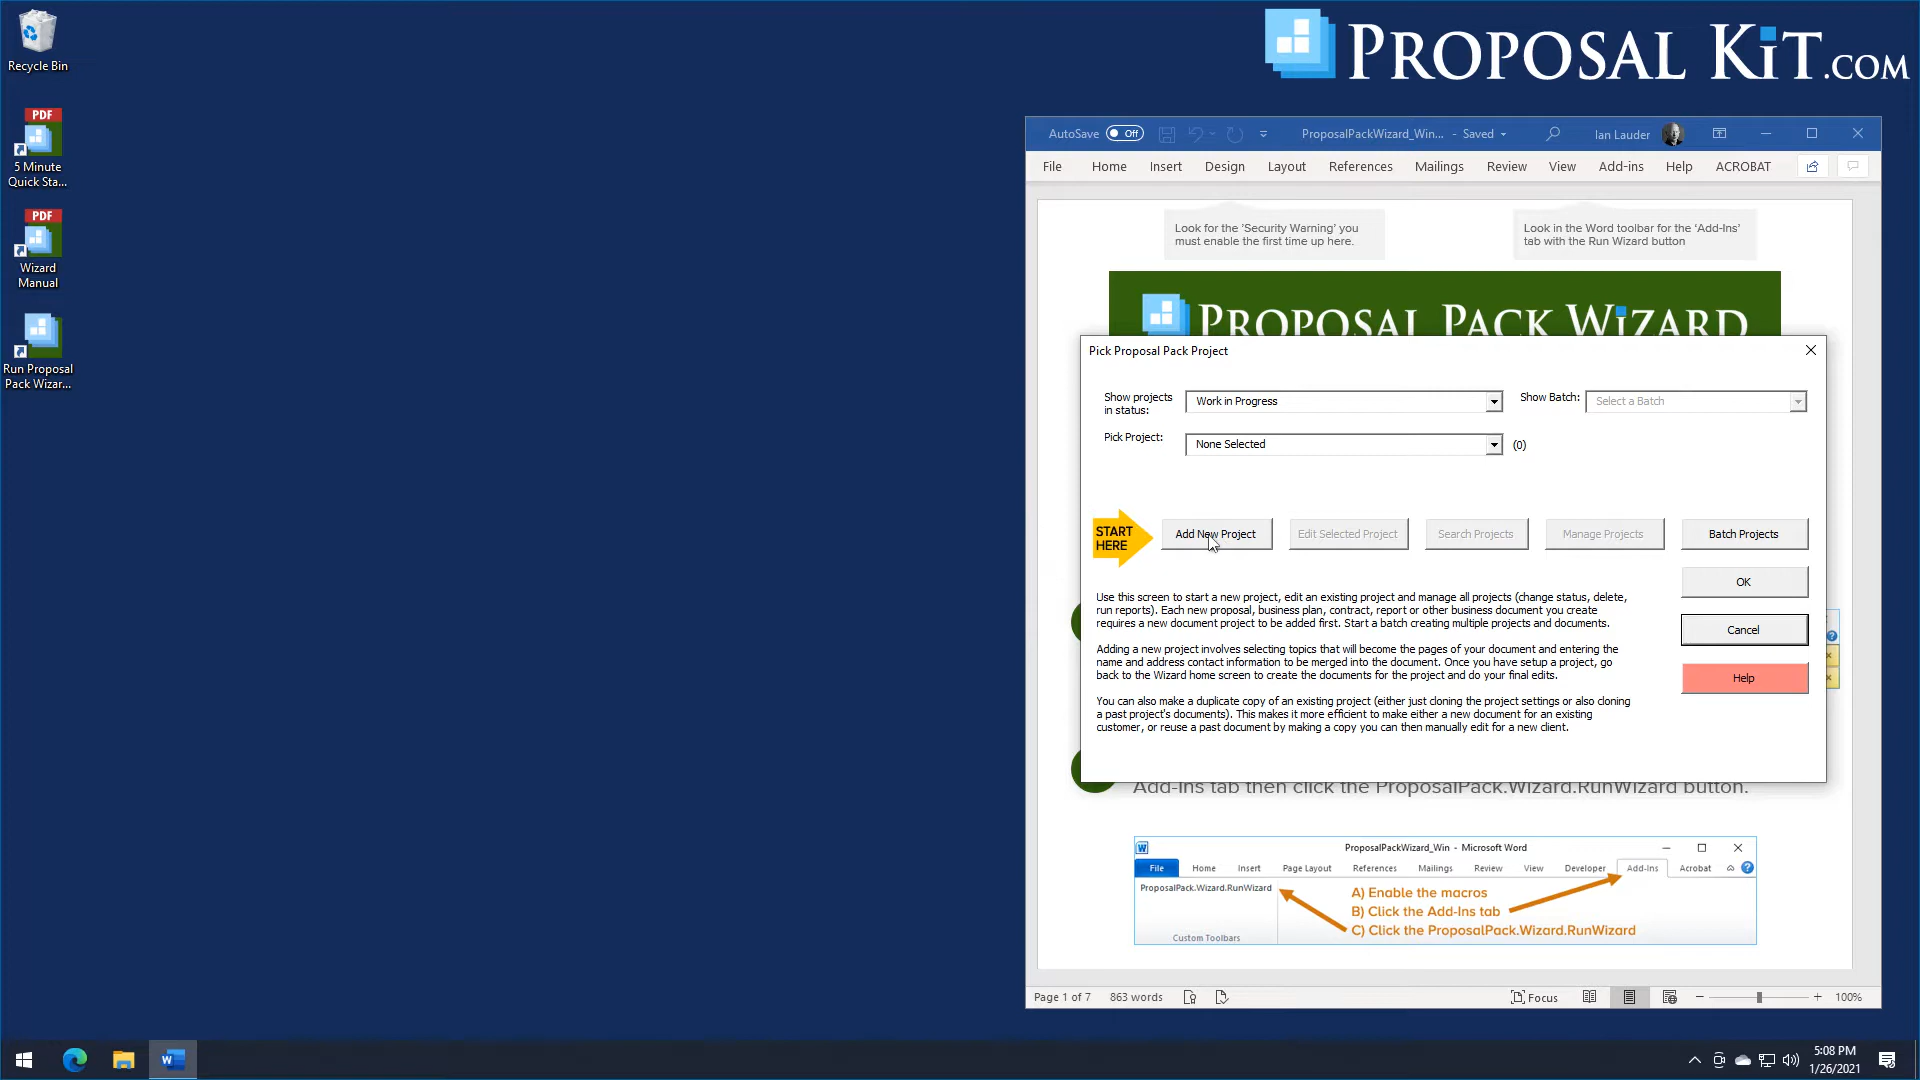 Recycle Bin
PDF
5 Minute
Quick Sta...
PDF
Wizard
Manual
Run Proposal
Pack Wizar...
PROPOSAL KIT.COM
AutoSave Off ProposalPackWizard_Win... - Saved Ian Lauder
File Home Insert Design Layout References Mailings Review View Add-ins Help ACROBAT
Look for the 'Security Warning' you
must enable the first time up here.
Look in the Word toolbar for the 'Add-Ins'
tab with the Run Wizard button
PROPOSAL PACK WIZARD
Pick Proposal Pack Project
Show projects
in status:
Work in Progress
Show Batch:
Select a Batch
Pick Project:
None Selected
(0)
START
HERE
Add New Project
Edit Selected Project
Search Projects
Manage Projects
Batch Projects
OK
Cancel
Help
Use this screen to start a new project, edit an existing project and manage all projects (change status, delete,
run reports). Each new proposal, business plan, contract, report or other business document you create
requires a new document project to be added first. Start a batch creating multiple projects and documents.
Adding a new project involves selecting topics that will become the pages of your document and entering the
name and address contact information to be merged into the document. Once you have setup a project, go
back to the Wizard home screen to create the documents for the project and do your final edits.
You can also make a duplicate copy of an existing project (either just cloning the project settings or also cloning
a past project's documents). This makes it more efficient to make either a new document for an existing
customer, or reuse a past document by making a copy you can then manually edit for a new client.
Add-Ins tab then click the ProposalPack.Wizard.RunWizard button.
ProposalPackWizard_Win - Microsoft Word
File Home Insert Page Layout References Mailings Review View Developer Add-Ins Acrobat
ProposalPack.Wizard.RunWizard
A) Enable the macros
B) Click the Add-Ins tab
C) Click the ProposalPack.Wizard.RunWizard
Custom Toolbars
Page 1 of 7 863 words Focus 100%
5:08 PM
1/26/2021